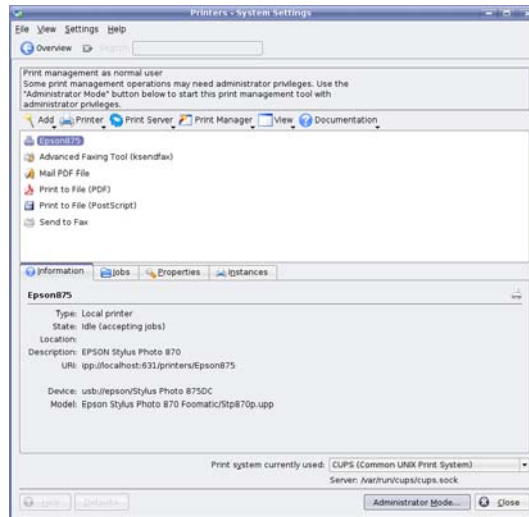 Printers - System Settings
File View Settings Help
Overview Search:
Print management as normal user
Some print management operations may need administrator privileges. Use the
"Administrator Mode" button below to start this print management tool with
administrator privileges.
Add Printer Print Server Print Manager View Documentation
Epson875
Advanced Faxing Tool (ksendfax)
Mail PDF File
Print to File (PDF)
Print to File (PostScript)
Send to Fax
Information Jobs Properties Instances
Epson875
Type: Local printer
State: Idle (accepting jobs)
Location:
Description: EPSON Stylus Photo 870
URI: ipp://localhost:631/printers/Epson875
Device: usb://epson/Stylus Photo 875DC
Model: Epson Stylus Photo 870 Foomatic/Stp870p.upp
Print system currently used: CUPS (Common UNIX Print System)
Server: /var/run/cups/cups.sock
Help Defaults Administrator Mode... Close